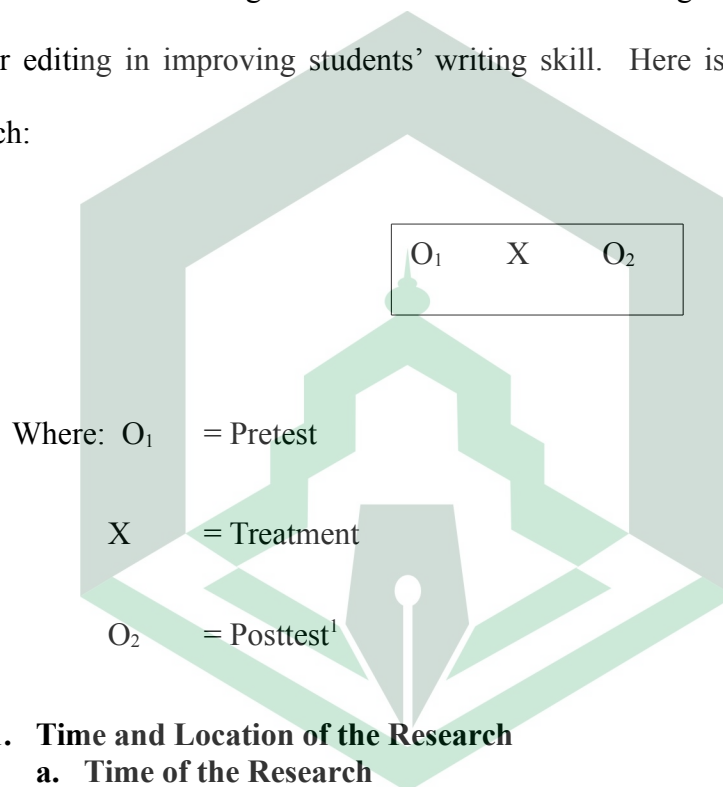 r editing in improving students’ writing skill. Here is
ch:
O₁ X O₂
Where: O₁ = Pretest
X = Treatment
O₂ = Posttest¹
. Time and Location of the Research
a. Time of the Research